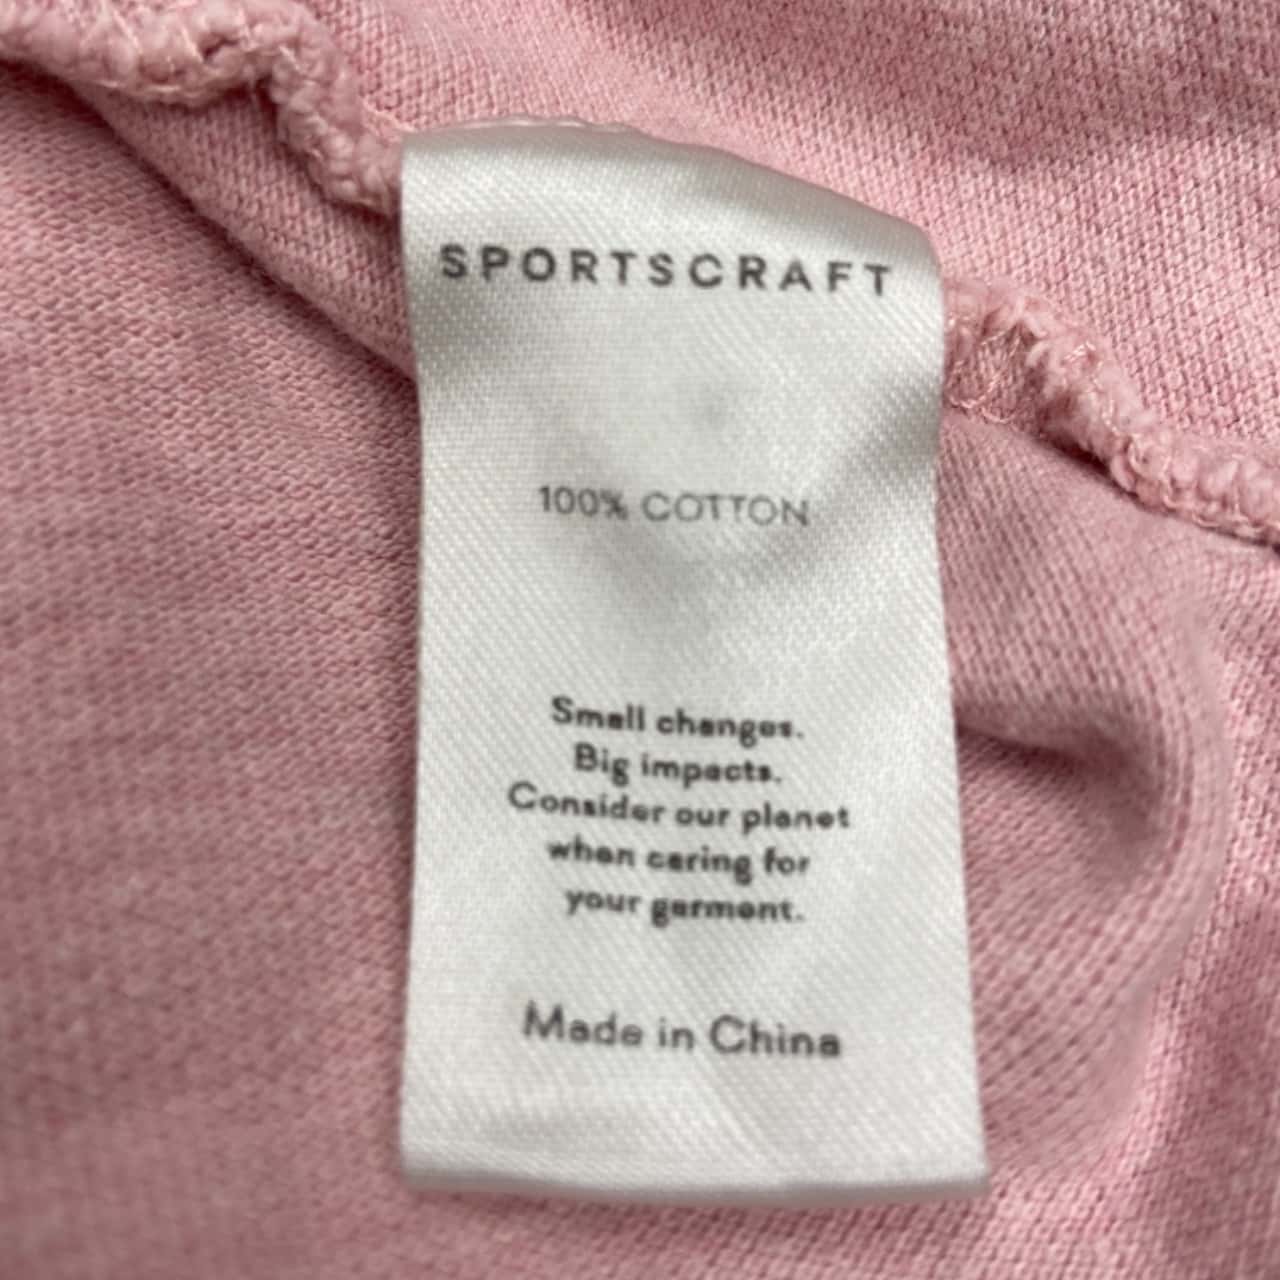 SPORTSCRAFT
100% COTTON
Small changes.
Big impacts.
Consider our planet
when caring for
your garment.
Made in China